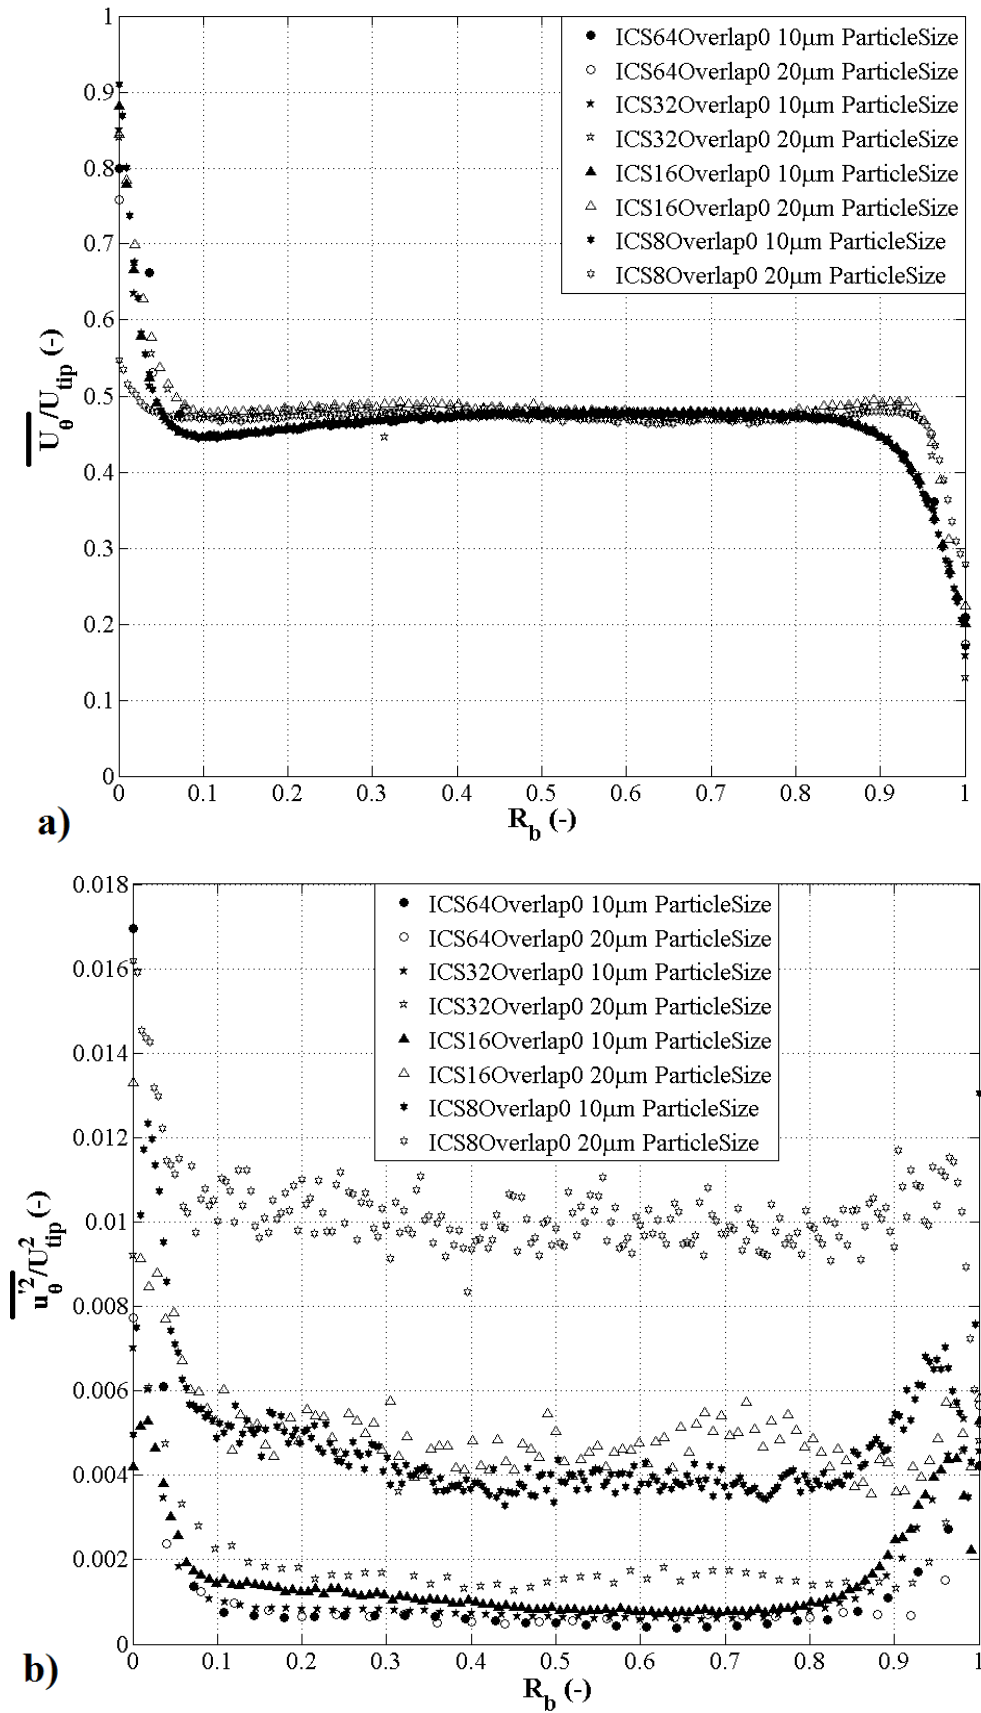 1
0.9
0.8
0.7
0.6
0.5
0.4
0.3
0.2
0.1
0
ICS64Overlap0 10μm ParticleSize
ICS64Overlap0 20μm ParticleSize
ICS32Overlap0 10μm ParticleSize
ICS32Overlap0 20μm ParticleSize
ICS16Overlap0 10μm ParticleSize
ICS16Overlap0 20μm ParticleSize
ICS8Overlap0 10μm ParticleSize
ICS8Overlap0 20μm ParticleSize
U̅_θ/U_tip (-)
0 0.1 0.2 0.3 0.4 0.5 0.6 0.7 0.8 0.9 1
R_b (-)
a)
0.018
0.016
0.014
0.012
0.01
0.008
0.006
0.004
0.002
0
ICS64Overlap0 10μm ParticleSize
ICS64Overlap0 20μm ParticleSize
ICS32Overlap0 10μm ParticleSize
ICS32Overlap0 20μm ParticleSize
ICS16Overlap0 10μm ParticleSize
ICS16Overlap0 20μm ParticleSize
ICS8Overlap0 10μm ParticleSize
ICS8Overlap0 20μm ParticleSize
u_θ'^2/U_tip^2 (-)
0 0.1 0.2 0.3 0.4 0.5 0.6 0.7 0.8 0.9 1
R_b (-)
b)